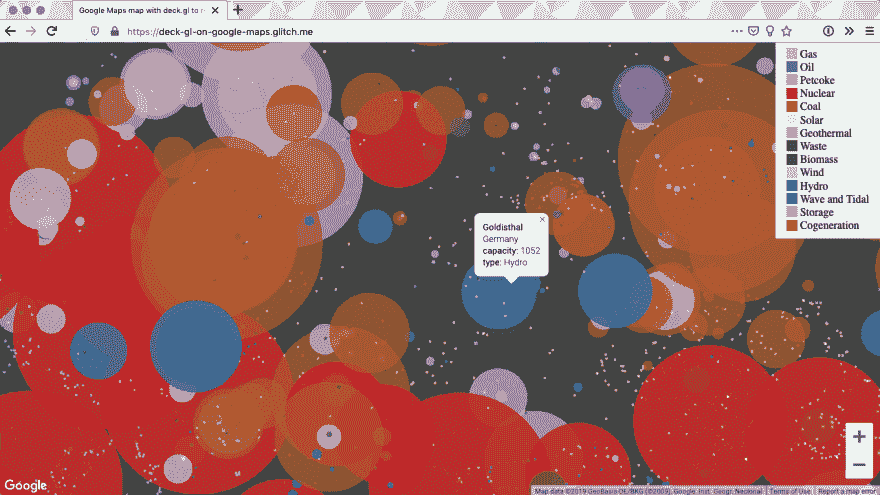 Google Maps map with deck.gl to r
https://deck-gl-on-google-maps.glitch.me
Gas
Oil
Petcoke
Nuclear
Coal
Solar
Geothermal
Waste
Biomass
Wind
Hydro
Wave and Tidal
Storage
Cogeneration
Goldisthal
Germany
capacity: 1052
type: Hydro
Google
Map data ©2019 GeoBasis-DE/BKG (©2009), Google, Inst. Geogr. Nacional
Terms of Use
Report a map error